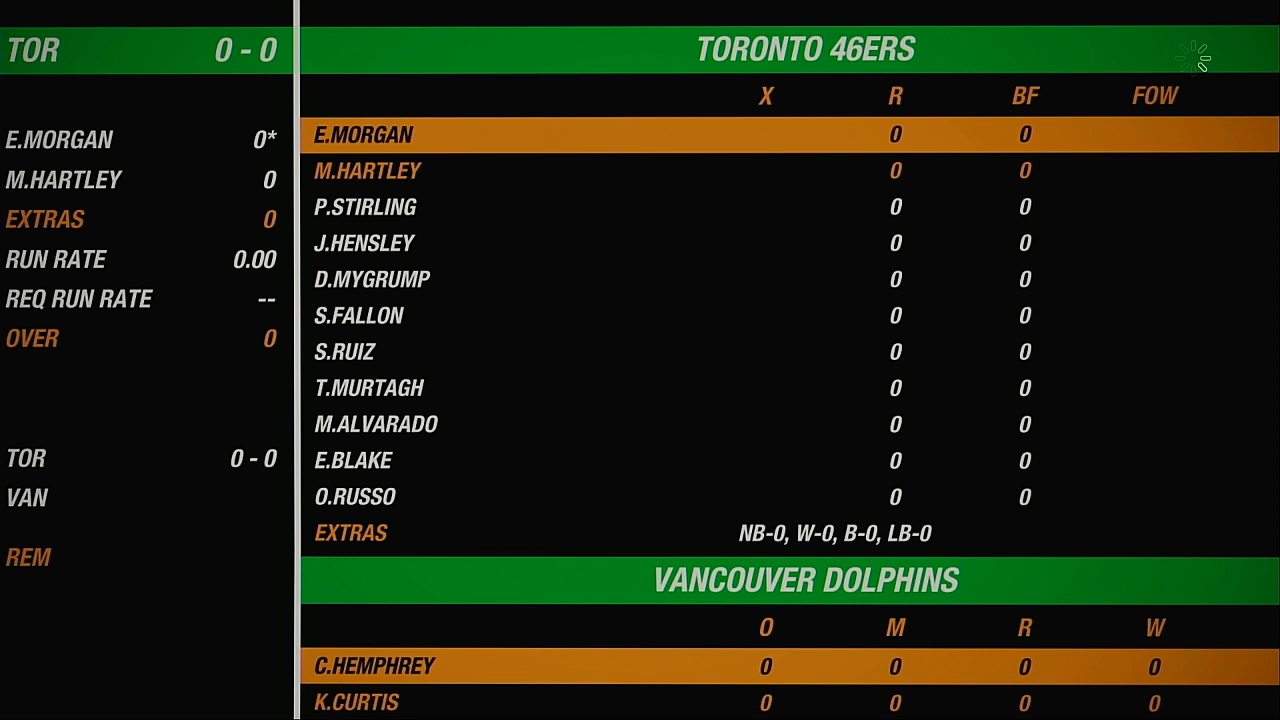 TOR 0 - 0
E.MORGAN 0*
M.HARTLEY 0
EXTRAS 0
RUN RATE 0.00
REQ RUN RATE --
OVER 0
TOR 0 - 0
VAN
REM
TORONTO 46ERS
X R BF FOW
E.MORGAN 0 0
M.HARTLEY 0 0
P.STIRLING 0 0
J.HENSLEY 0 0
D.MYGRUMP 0 0
S.FALLON 0 0
S.RUIZ 0 0
T.MURTAGH 0 0
M.ALVARADO 0 0
E.BLAKE 0 0
O.RUSSO 0 0
EXTRAS NB-0, W-0, B-0, LB-0
VANCOUVER DOLPHINS
O M R W
C.HEMPHREY 0 0 0 0
K.CURTIS 0 0 0 0